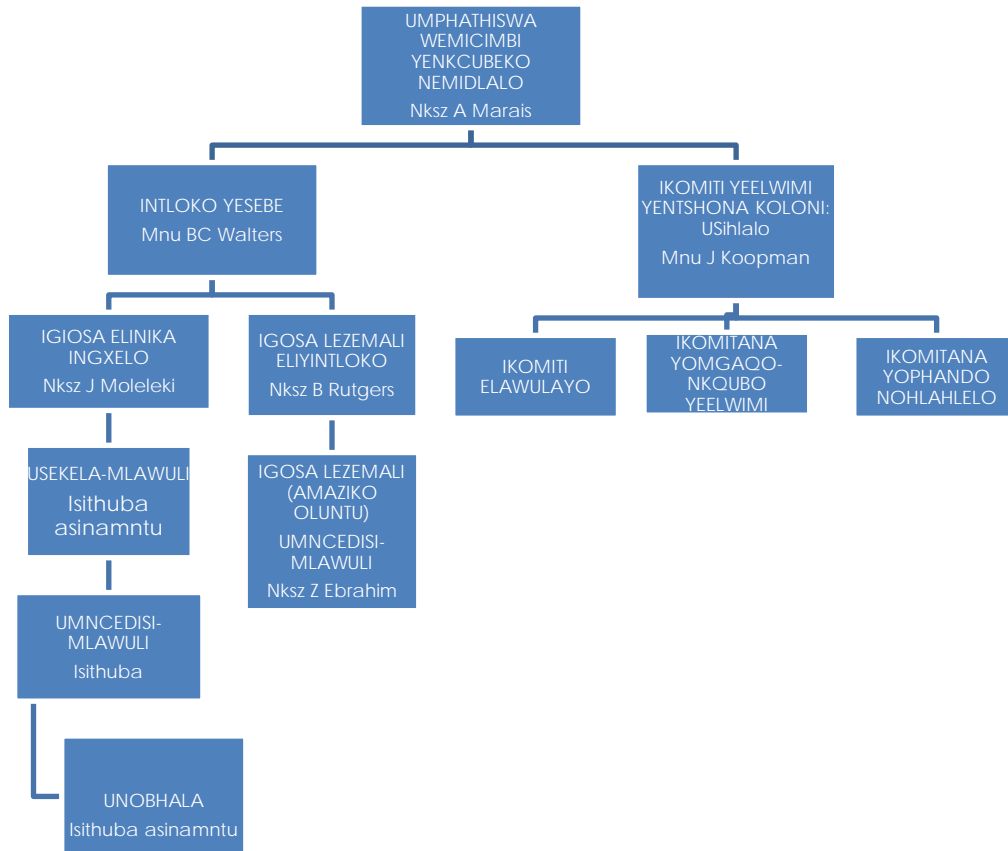 UMPHATHISWA
WEMICIMBI
YENKCUBEKO
NEMIDLALO
Nksz A Marais
INTLOKO YESEBE
Mnu BC Walters
IKOMITI YEELWIMI
YENTSHONA KOLONI:
USihlalo
Mnu J Koopman
IGIOSA ELINIKA
INGXELO
Nksz J Moleleki
IGOSA LEZEMALI
ELIYINTLOKO
Nksz B Rutgers
IKOMITI
ELAWULAYO
IKOMITANA
YOMGAQO-
NKQUBO
YEELWIMI
IKOMITANA
YOPHANDO
NOHLAHLELO
USEKELA-MLAWULI
Isithuba
asinamntu
IGOSA LEZEMALI
(AMAZIKO
OLUNTU)
UMNCEDISI-
MLAWULI
Nksz Z Ebrahim
UMNCEDISI-
MLAWULI
Isithuba
UNOBHALA
Isithuba asinamntu